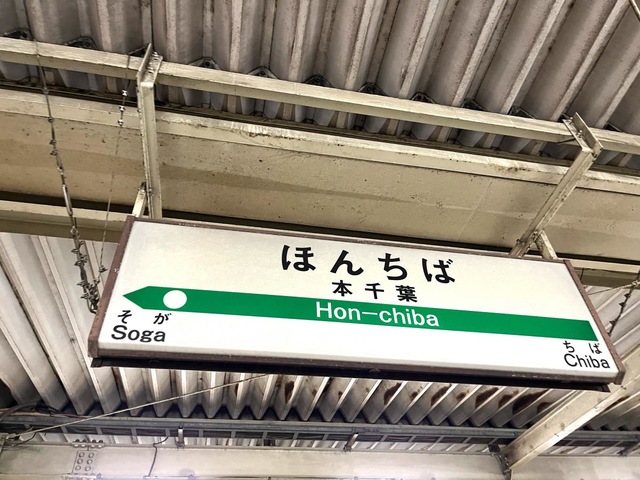 ほんちば
本千葉
Hon-chiba
そが
Soga
ちば
Chiba